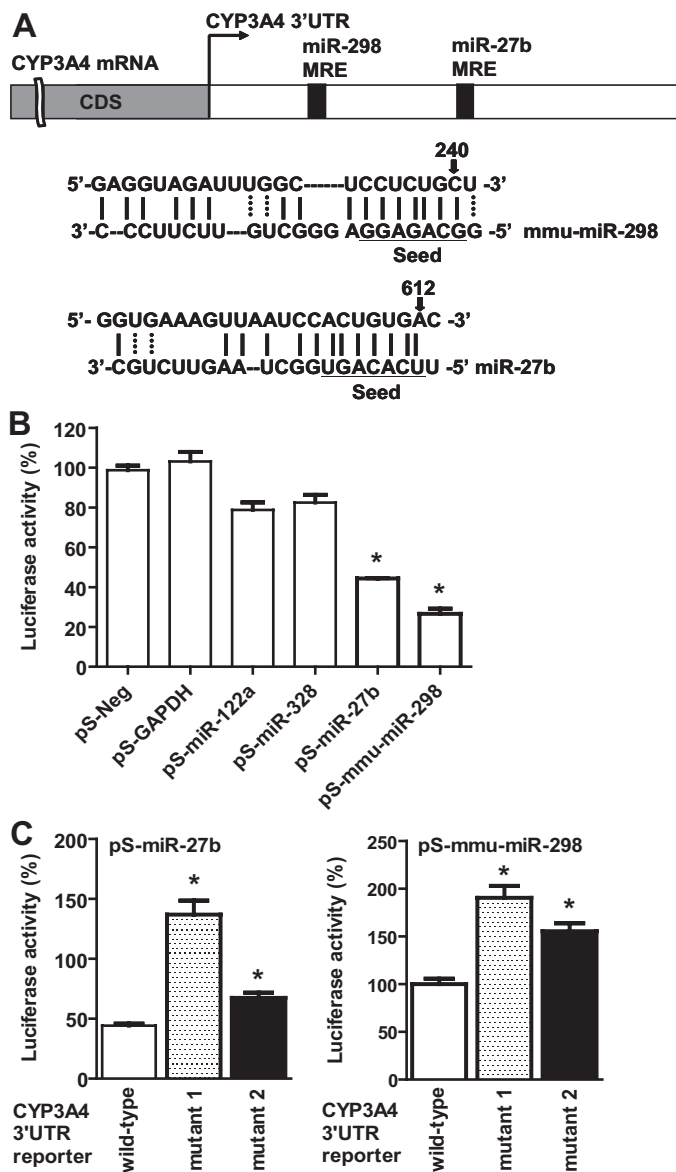 A
CYP3A4 3'UTR
miR-298
MRE
miR-27b
MRE
CYP3A4 mRNA
CDS
240
5'-GAGGUAGAUUUGGC------UCCUCUGCU -3'
3'-C--CCUUCUU---GUCGGG AGGAGACGG -5' mmu-miR-298
Seed
612
5'- GGUGAAAGUUAAUCCACUGUGAC -3'
3'-CGUCUUGAA--UCGGUGACACUU -5' miR-27b
Seed
B
Luciferase activity (%)
120
100
80
60
40
20
0
*
*
pS-Neg
pS-GAPDH
pS-miR-122a
pS-miR-328
pS-miR-27b
pS-mmu-miR-298
C
pS-miR-27b
Luciferase activity (%)
200
150
100
50
0
*
*
CYP3A4
3'UTR
reporter
wild-type
mutant 1
mutant 2
pS-mmu-miR-298
Luciferase activity (%)
250
200
150
100
50
0
*
*
CYP3A4
3'UTR
reporter
wild-type
mutant 1
mutant 2